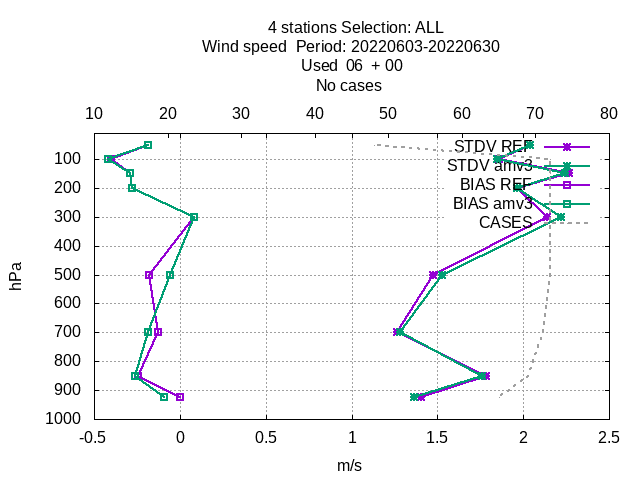 4 stations Selection: ALL
Wind speed  Period: 20220603-20220630
Used  06  + 00
No cases
10 20 30 40 50 60 70 80
STDV REF
STDV amv3
BIAS REF
BIAS amv3
CASES
100
200
300
400
500
600
700
800
900
1000
hPa
-0.5 0 0.5 1 1.5 2 2.5
m/s